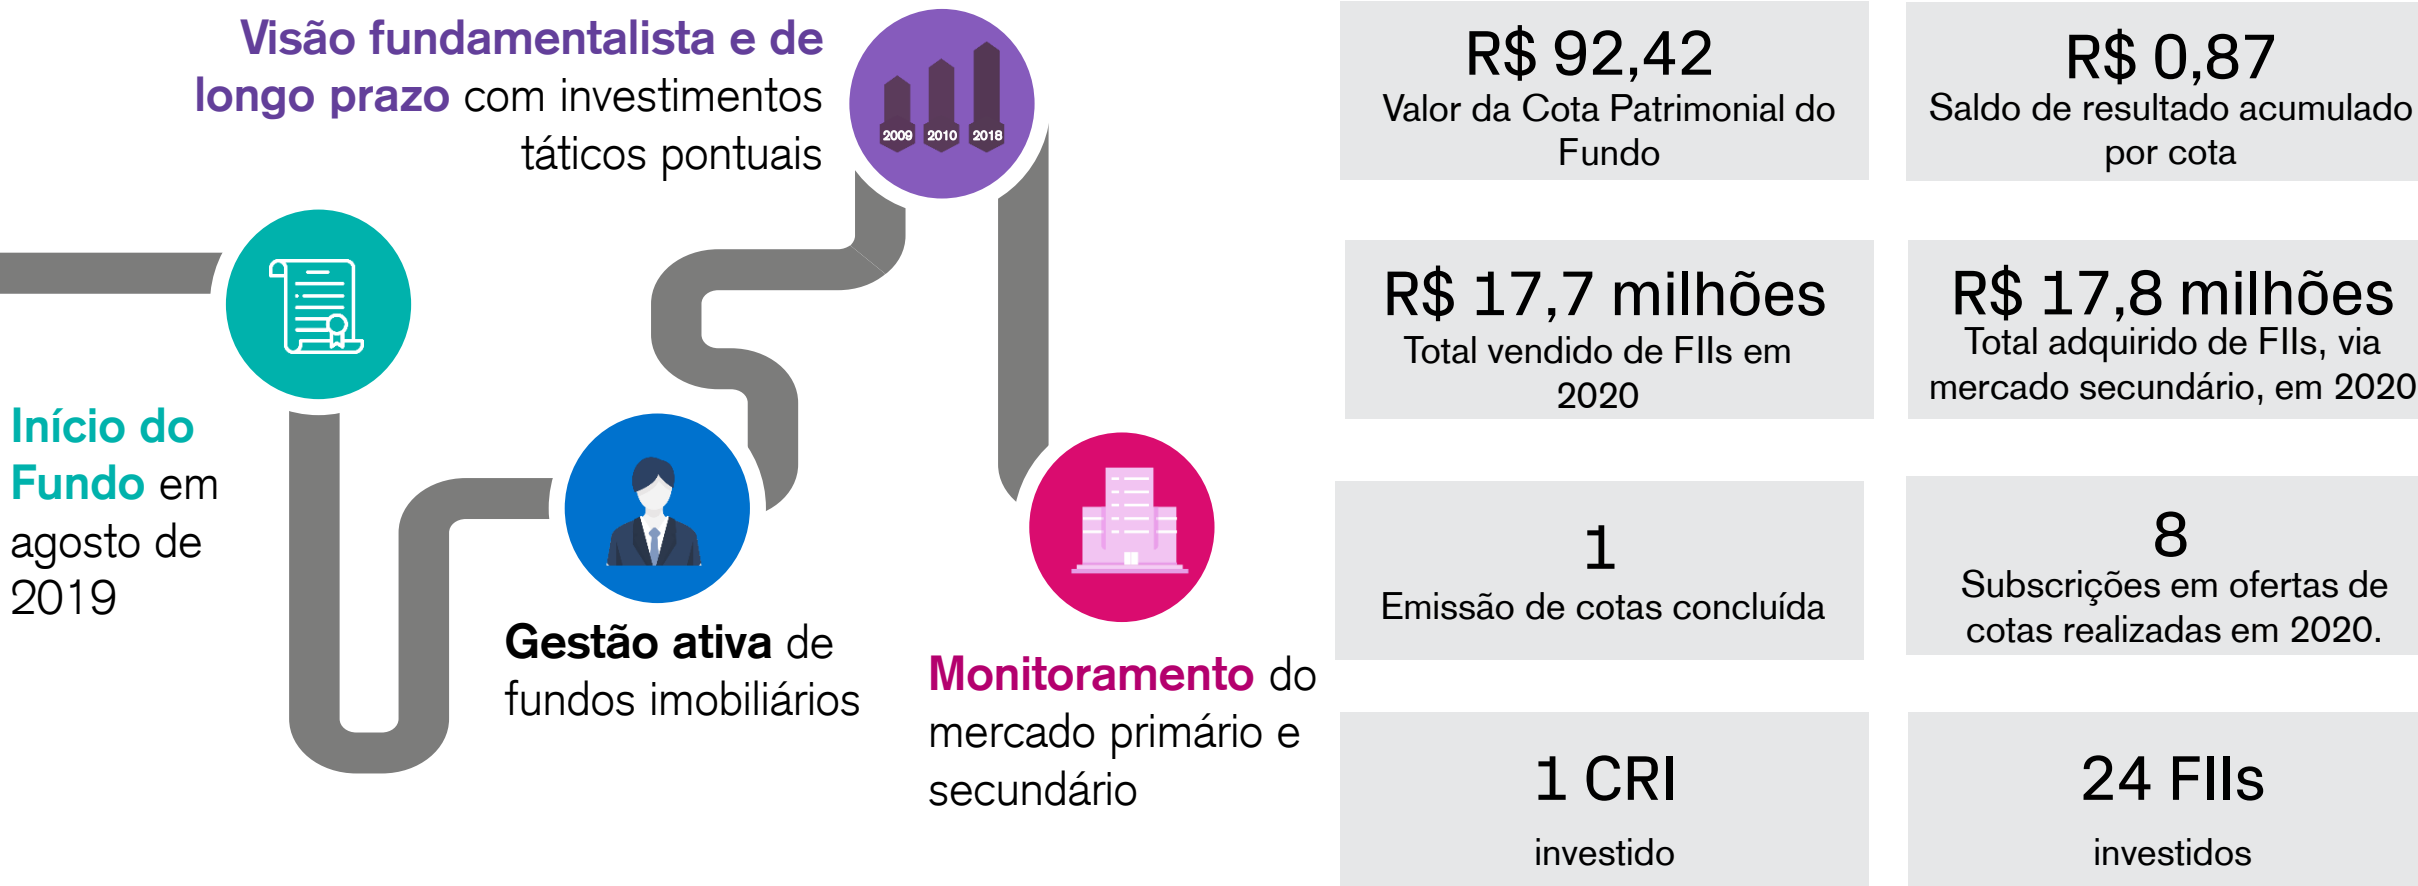 Visão fundamentalista e de
longo prazo com investimentos
táticos pontuais
2009 2010 2018
Início do
Fundo em
agosto de
2019
Gestão ativa de
fundos imobiliários
Monitoramento do
mercado primário e
secundário
R$ 92,42
Valor da Cota Patrimonial do
Fundo
R$ 0,87
Saldo de resultado acumulado
por cota
R$ 17,7 milhões
Total vendido de FIIs em
2020
R$ 17,8 milhões
Total adquirido de FIIs, via
mercado secundário, em 2020
1
Emissão de cotas concluída
8
Subscrições em ofertas de
cotas realizadas em 2020.
1 CRI
investido
24 FIIs
investidos